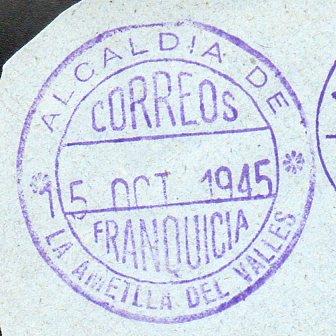 ALCALDIA DE
CORREOS
15 OCT 1945
FRANQUICIA
LA AMETLLA DEL VALLES